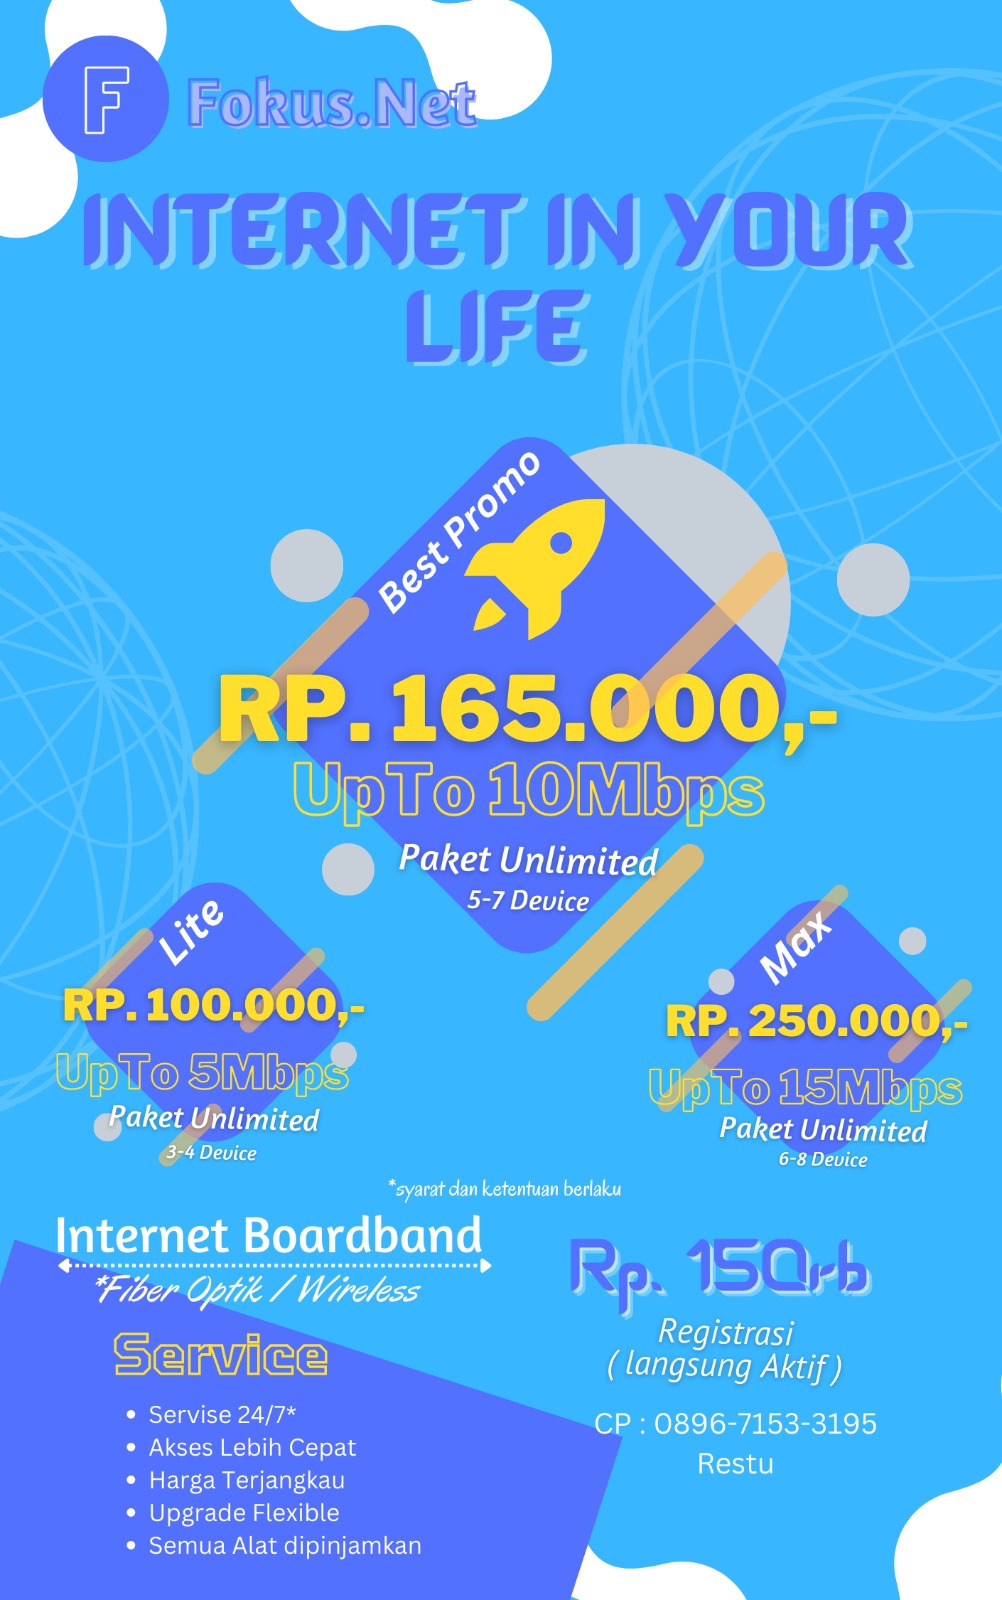 F
Fokus.Net
INTERNET IN YOUR
LIFE
Best Promo
RP. 165.000,-
UpTo 10Mbps
Paket Unlimited
5-7 Device
Lite
RP. 100.000,-
UpTo 5Mbps
Paket Unlimited
3-4 Device
Max
RP. 250.000,-
UpTo 15Mbps
Paket Unlimited
6-8 Device
*syarat dan ketentuan berlaku
Internet Boardband
*Fiber Optik / Wireless
Service
• Servise 24/7*
• Akses Lebih Cepat
• Harga Terjangkau
• Upgrade Flexible
• Semua Alat dipinjamkan
Rp. 150rb
Registrasi
( langsung Aktif )
CP : 0896-7153-3195
Restu